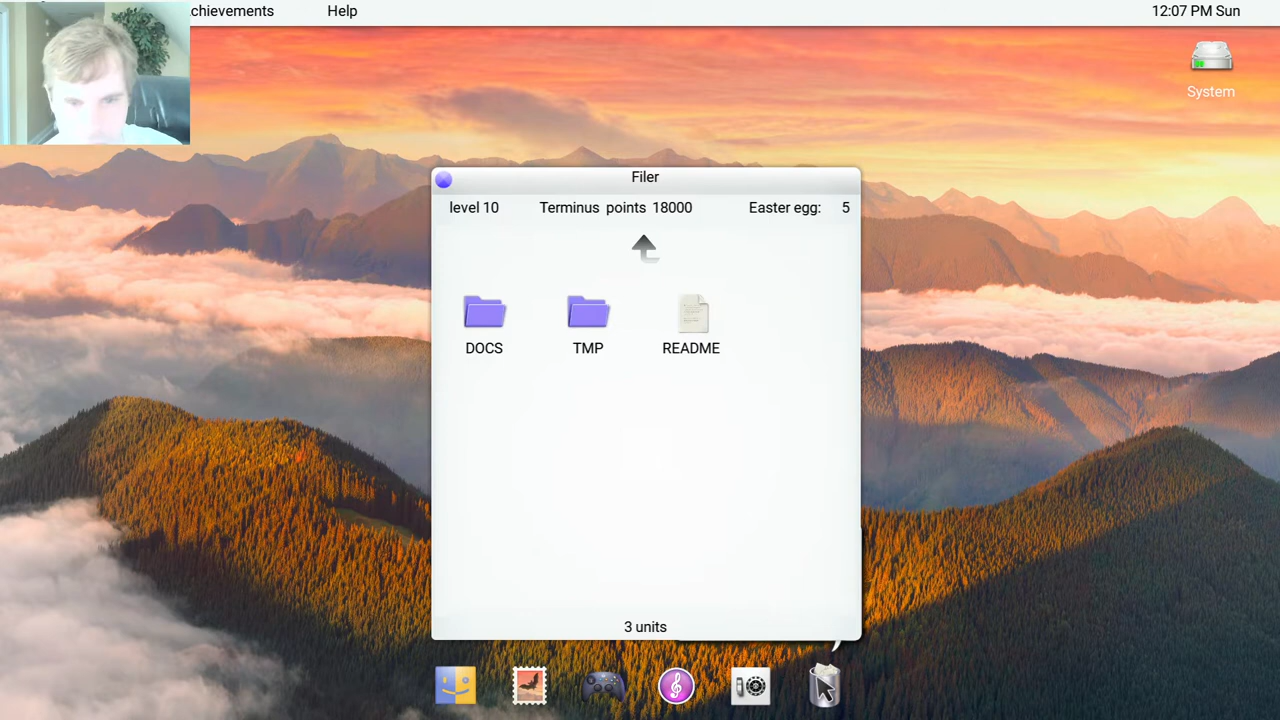 chievements Help 12:07 PM Sun
System
Filer
level 10 Terminus points 18000 Easter egg: 5
DOCS TMP README
3 units